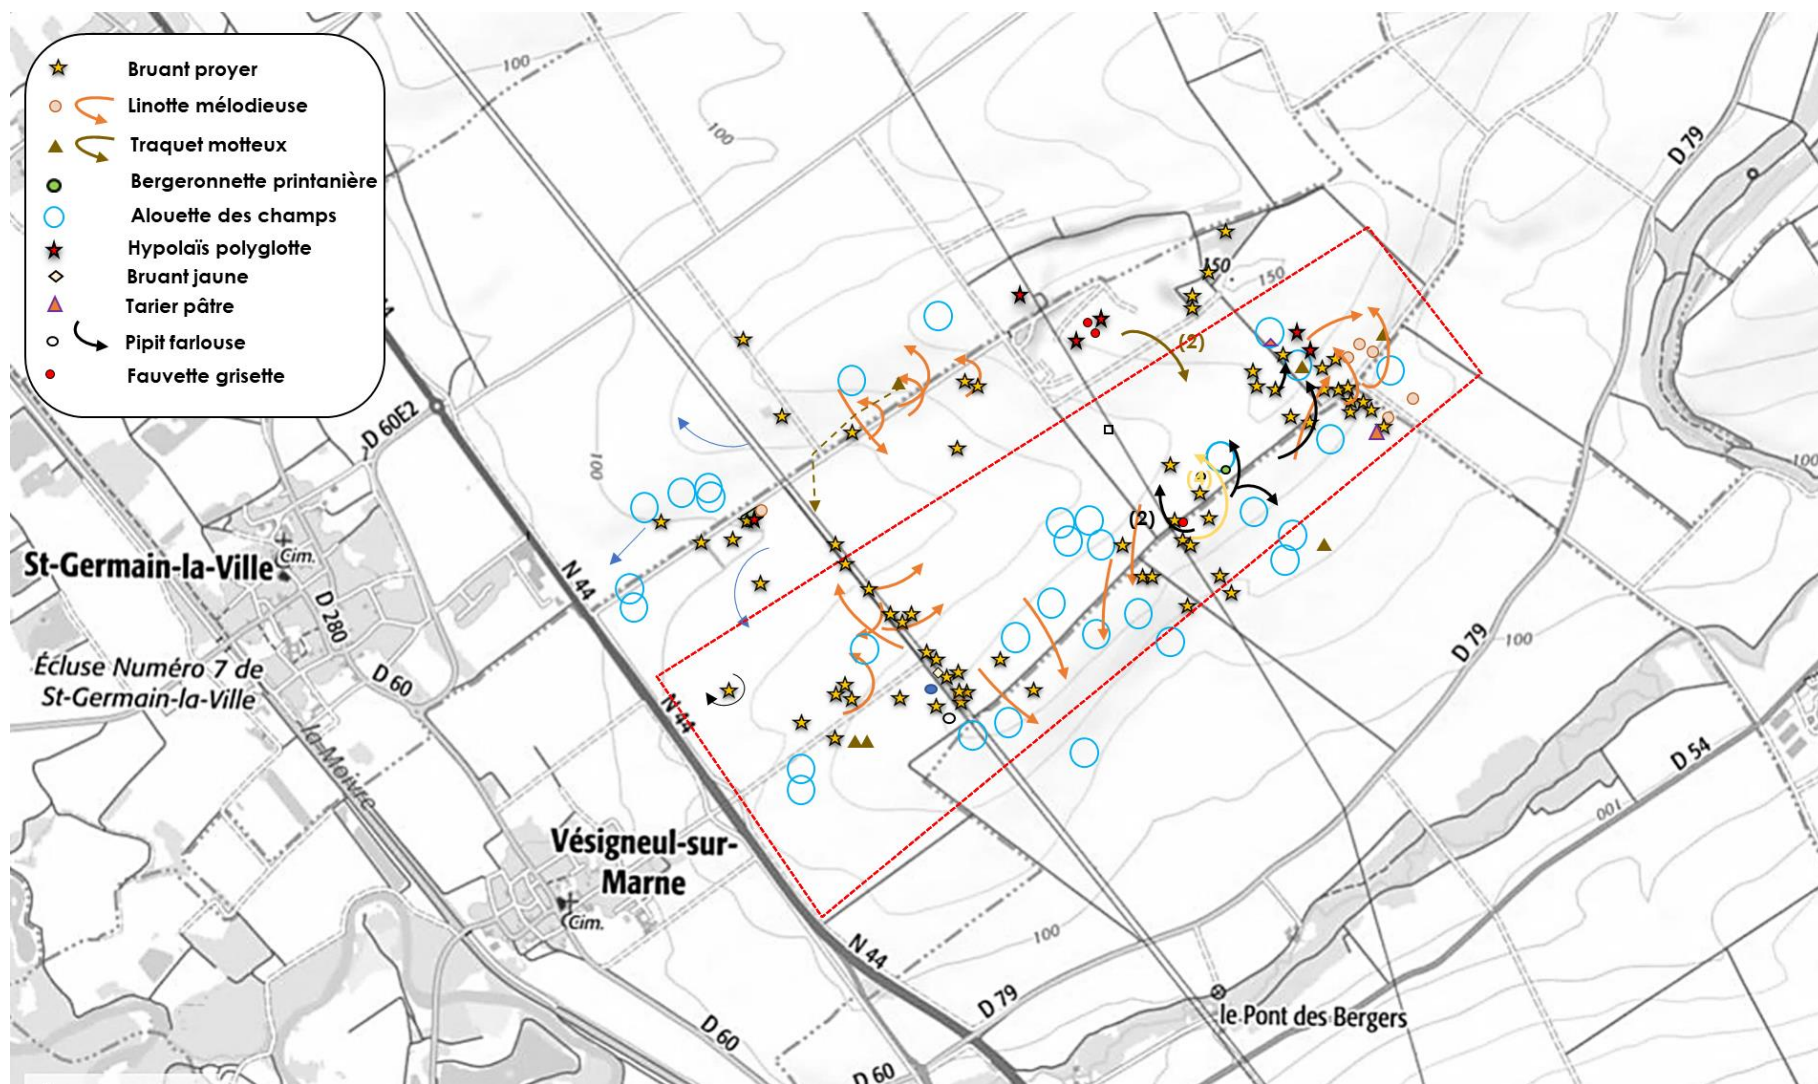 Bruant proyer
Linotte mélodieuse
Traquet motteux
Bergeronnette printanière
Alouette des champs
Hypolaïs polyglotte
Bruant jaune
Tarier pâtre
Pipit farlouse
Fauvette grisette
100
100
D 79
150
150
(2)
D 60E2
100
100
(4)
(2)
St-Germain-la-Ville
Cim.
N 44
D 280
D 79
100
Écluse Numéro 7 de
St-Germain-la-Ville
D 60
N 44
la Moivre
D 54
100
Vésigneul-sur-
Marne
Cim.
100
N 44
D 79
le Pont des Bergers
D 60
D 60